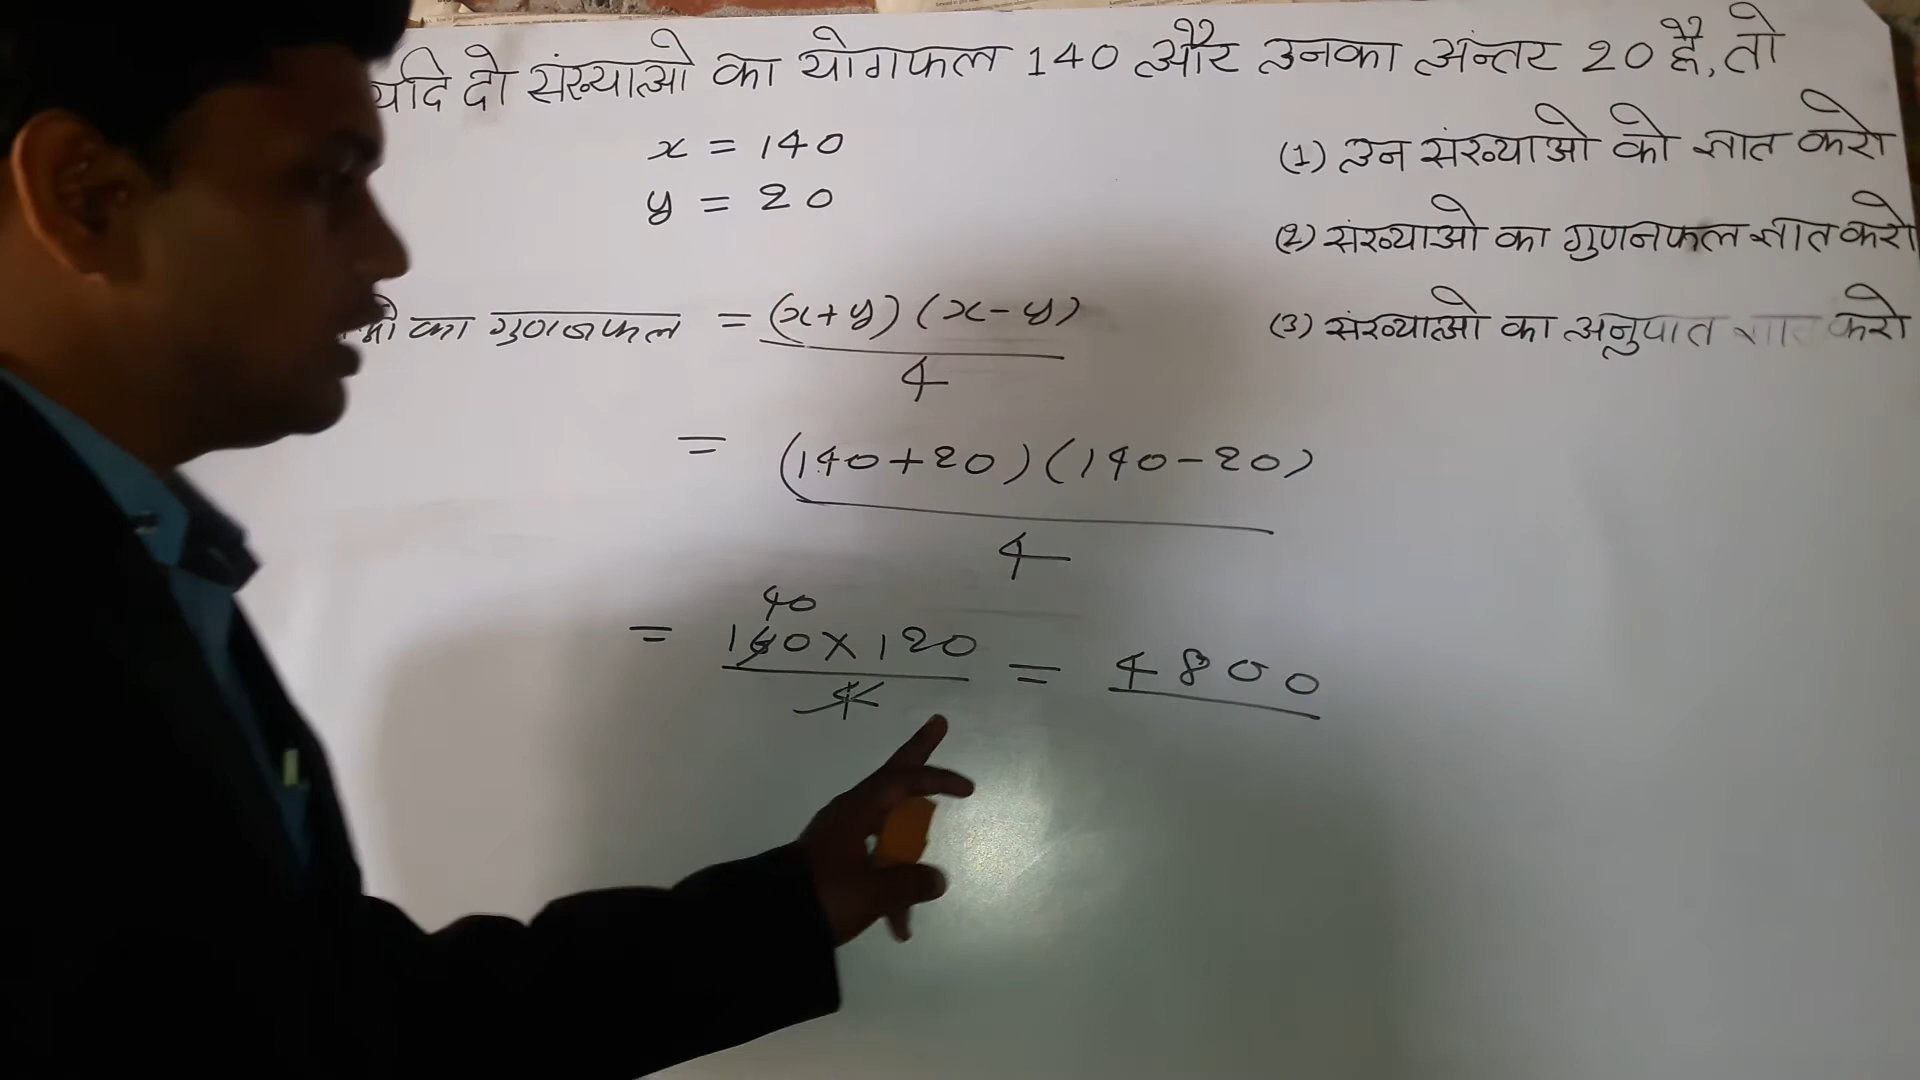 यदि दो संख्याओ का योगफल 140 और उनका अंन्तर 20 है, तो
x = 140
y = 20
(1) उन संख्याओ को ज्ञात करो
(2) संख्याओ का गुणनफल ज्ञात करो
(3) संख्याओ का अनुपात ज्ञात करो
का गुणनफल = (x+y) (x-y)
4
= (140+20) (140-20)
4
40
= 160 x 120 = 4800
4